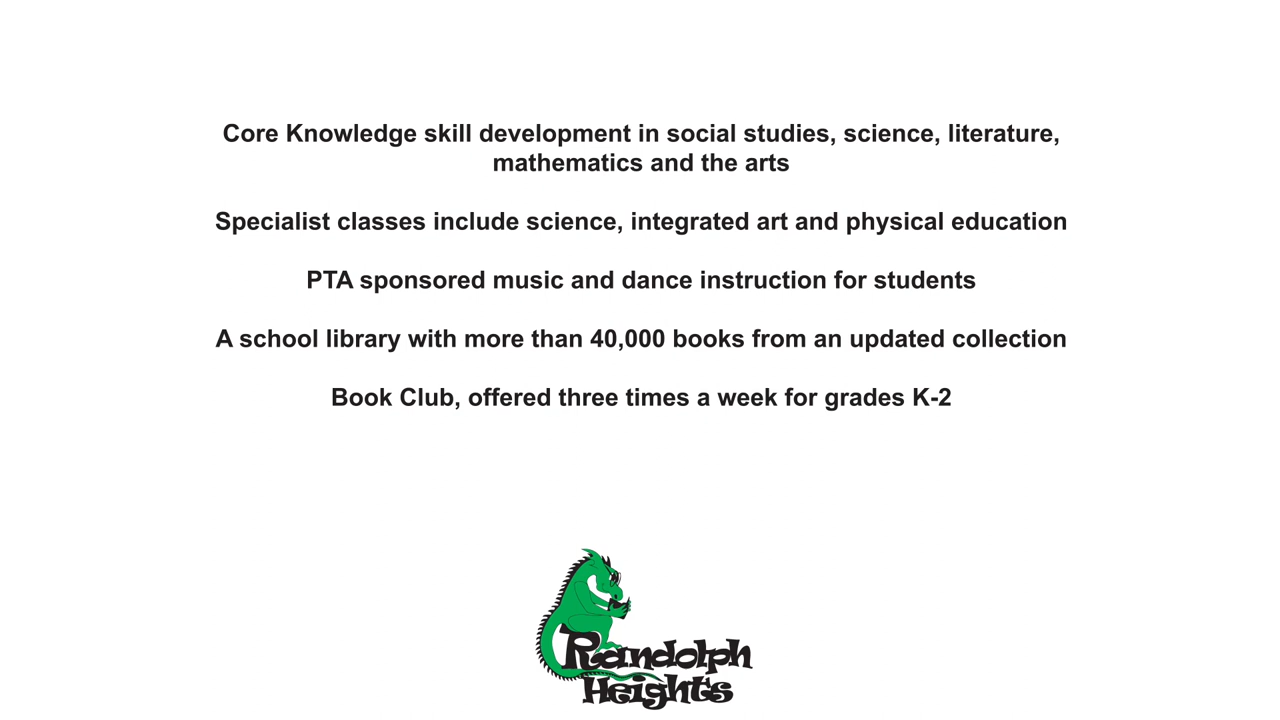 Core Knowledge skill development in social studies, science, literature,
mathematics and the arts
Specialist classes include science, integrated art and physical education
PTA sponsored music and dance instruction for students
A school library with more than 40,000 books from an updated collection
Book Club, offered three times a week for grades K-2
Randolph
Heights